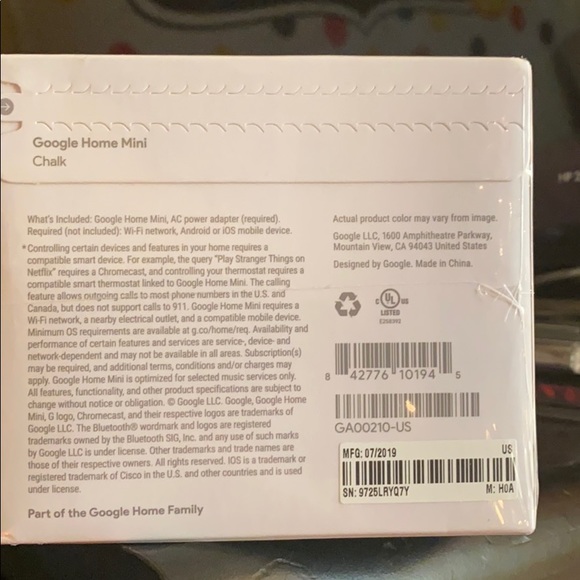 Google Home Mini
Chalk
What's Included: Google Home Mini, AC power adapter (required).
Required (not included): Wi-Fi network, Android or iOS mobile device.
*Controlling certain devices and features in your home requires a
compatible smart device. For example, the query "Play Stranger Things on
Netflix" requires a Chromecast, and controlling your thermostat requires a
compatible smart thermostat linked to Google Home Mini. The calling
feature allows outgoing calls to most phone numbers in the U.S. and
Canada, but does not support calls to 911. Google Home Mini requires a
Wi-Fi network, a nearby electrical outlet, and a compatible mobile device.
Minimum OS requirements are available at g.co/home/req. Availability and
performance of certain features and services are service-, device- and
network-dependent and may not be available in all areas. Subscription(s)
may be required, and additional terms, conditions and/or charges may
apply. Google Home Mini is optimized for selected music services only.
All features, functionality, and other product specifications are subject to
change without notice or obligation. © Google LLC. Google, Google Home
Mini, G logo, Chromecast, and their respective logos are trademarks of
Google LLC. The Bluetooth® wordmark and logos are registered
trademarks owned by the Bluetooth SIG, Inc. and any use of such marks
by Google LLC is under license. Other trademarks and trade names are
those of their respective owners. All rights reserved. IOS is a trademark or
registered trademark of Cisco in the U.S. and other countries and is used
under license.
Part of the Google Home Family
Actual product color may vary from image.
Google LLC, 1600 Amphitheatre Parkway,
Mountain View, CA 94043 United States
Designed by Google. Made in China.
C UL US
LISTED
E258392
8 42776 10194 5
GA00210-US
MFG: 07/2019 US
SN: 9725LRYQ7Y M: H0A
HP